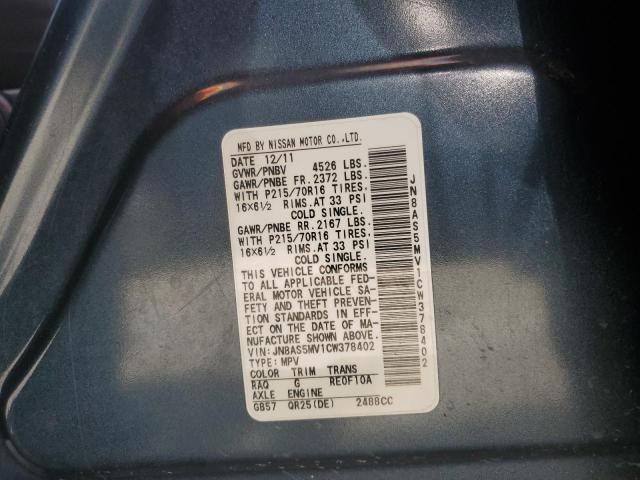 MFD BY NISSAN MOTOR CO.,LTD.
DATE 12/11
GVWR/PNBV 4526 LBS.
GAWR/PNBE FR. 2372 LBS.
WITH P215/70R16 TIRES.
16X6½ RIMS.AT 33 PSI
COLD SINGLE.
GAWR/PNBE RR. 2167 LBS.
WITH P215/70R16 TIRES.
16X6½ RIMS.AT 33 PSI
COLD SINGLE.
THIS VEHICLE CONFORMS
TO ALL APPLICABLE FED-
ERAL MOTOR VEHICLE SA-
FETY AND THEFT PREVEN-
TION STANDARDS IN EFF-
ECT ON THE DATE OF MA-
NUFACTURE SHOWN ABOVE.
VIN: JN8AS5MV1CW378402
TYPE: MPV
COLOR TRIM TRANS
RAQ G RE0F10A
AXLE ENGINE
GB57 QR25(DE) 2488CC
JN8AS5MV1CW378402